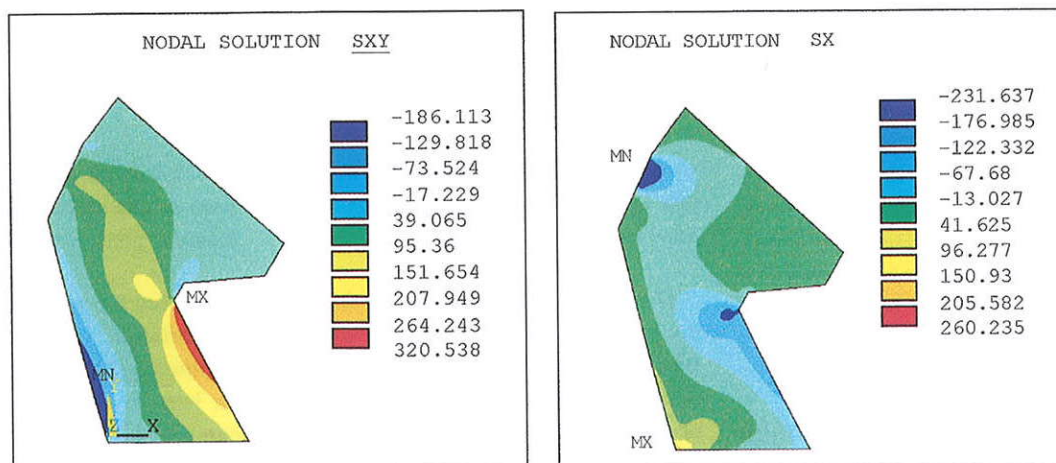 NODAL SOLUTION SXY
-186.113
-129.818
-73.524
-17.229
39.065
95.36
151.654
207.949
264.243
320.538
MX
MN
Y
Z X
NODAL SOLUTION SX
-231.637
-176.985
-122.332
-67.68
-13.027
41.625
96.277
150.93
205.582
260.235
MN
MX